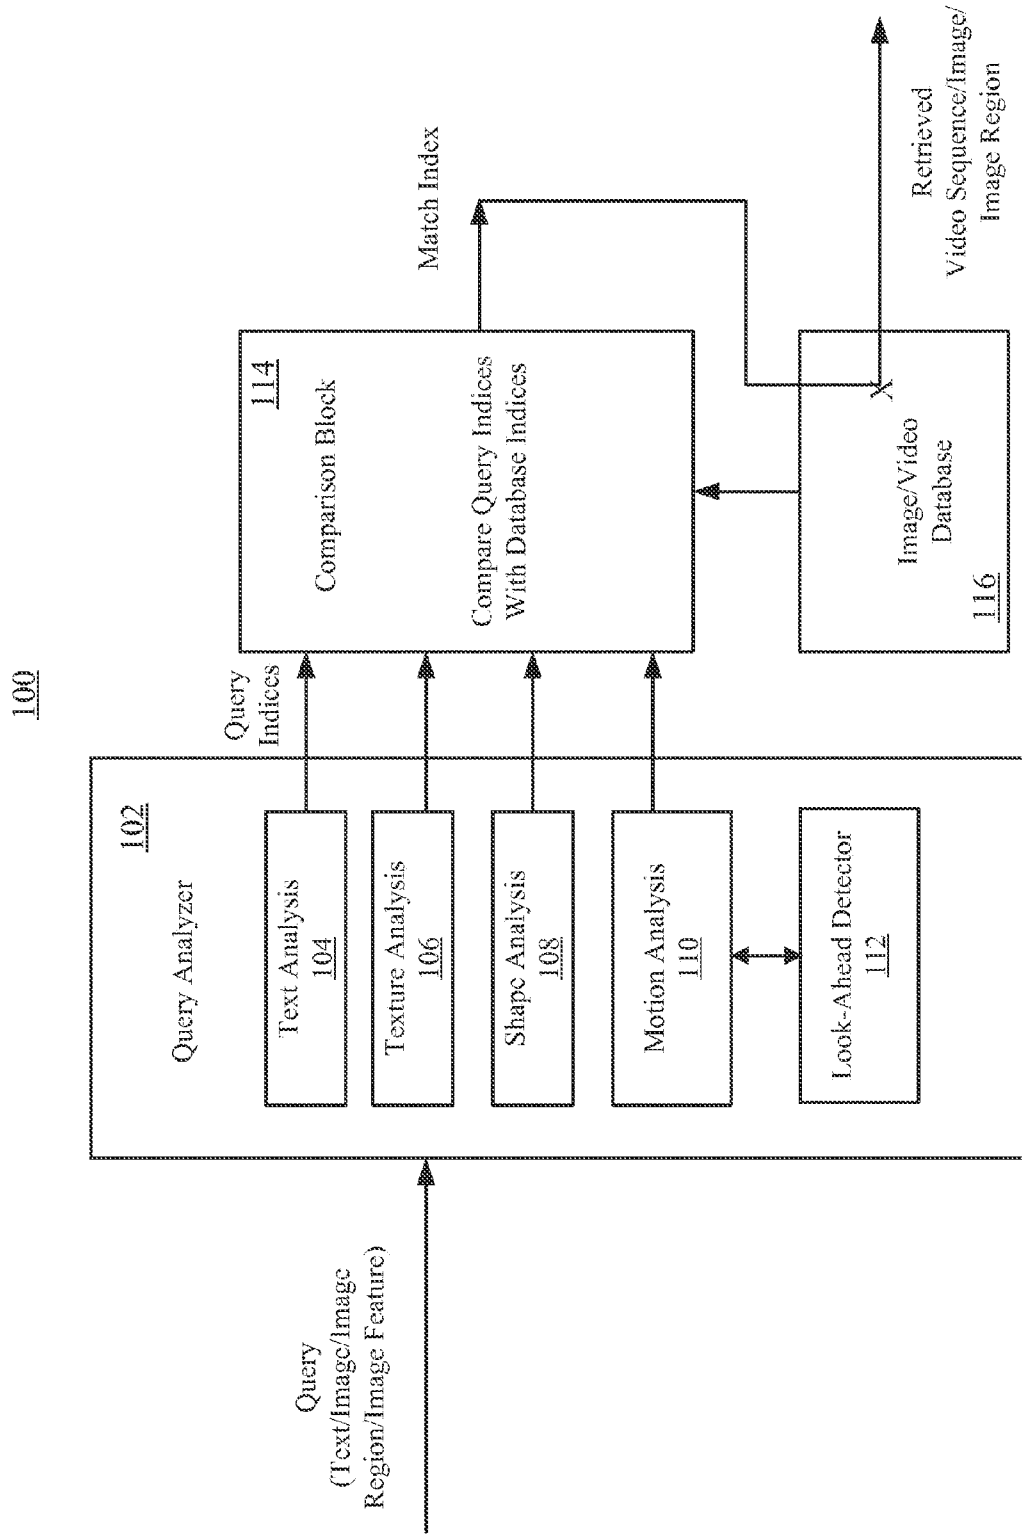 100
Query
(Text/Image/Image
Region/Image Feature)
102
Query Analyzer
Text Analysis
104
Texture Analysis
106
Shape Analysis
108
Motion Analysis
110
Look-Ahead Detector
112
Query
Indices
114
Comparison Block
Compare Query Indices
With Database Indices
Match Index
Image/Video
Database
116
X
Retrieved
Video Sequence/Image/
Image Region